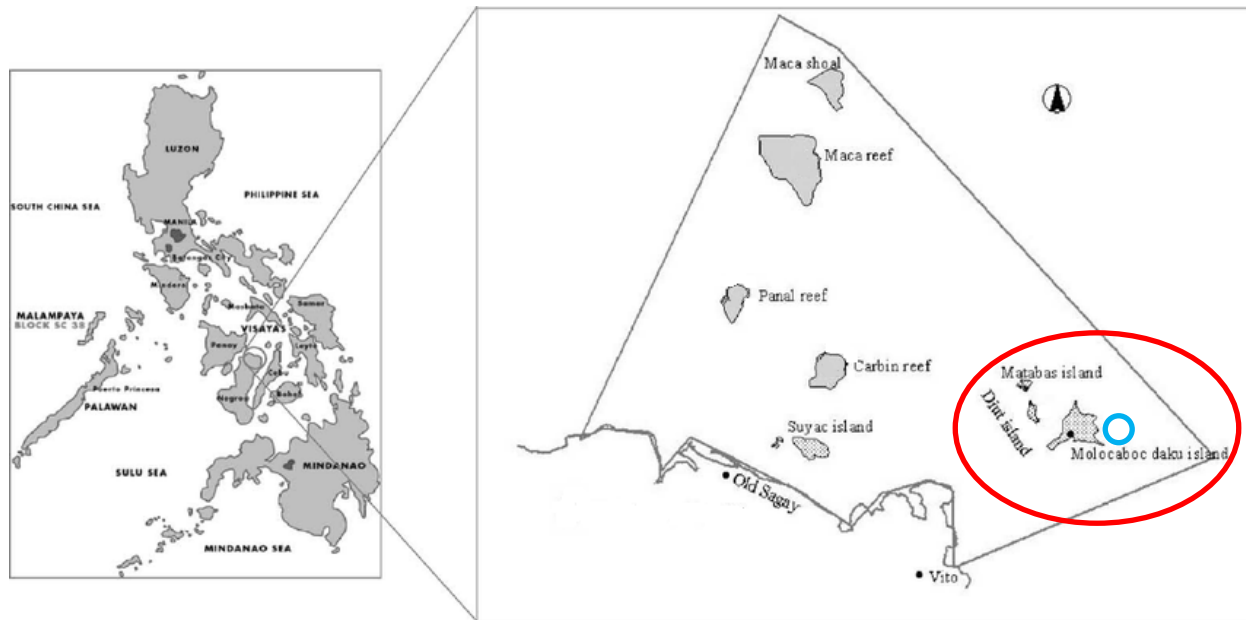 LUZON
PHILIPPINE SEA
SOUTH CHINA SEA
MANILA
Batangas City
Mindoro
Masbate
Samar
MALAMPAYA
BLOCK SC 38
VISAYAS
Panay
Leyte
Cebu
Puerto Princesa
Negros
Bohol
PALAWAN
SULU SEA
MINDANAO
MINDANAO SEA
Maca shoal
Maca reef
Panal reef
Carbin reef
Matabas island
Diut island
Suyac island
Molocaboc daku island
Old Sagay
Vito